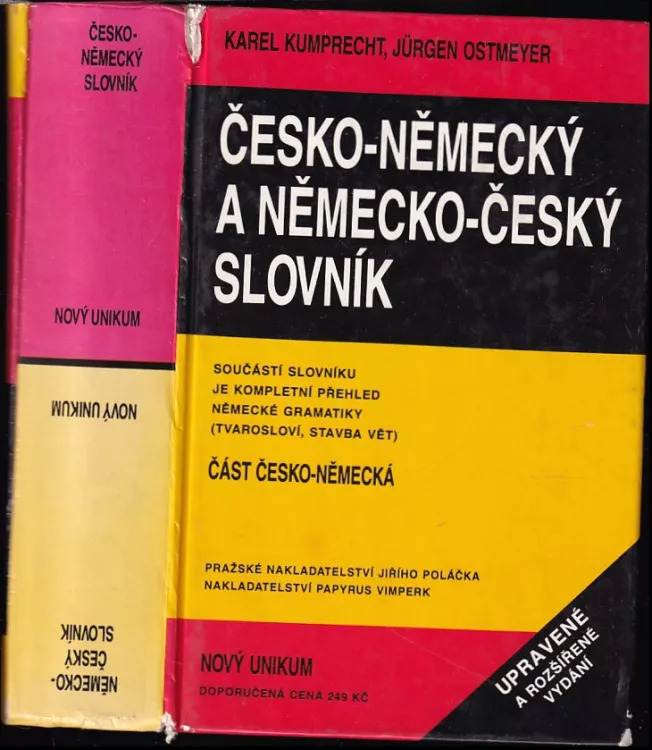 ČESKO-
NĚMECKÝ
SLOVNÍK
NOVÝ UNIKUM
NOVÝ UNIKUM
NĚMECKO-
ČESKÝ
SLOVNÍK
KAREL KUMPRECHT, JÜRGEN OSTMEYER
ČESKO-NĚMECKÝ
A NĚMECKO-ČESKÝ
SLOVNÍK
SOUČÁSTÍ SLOVNÍKU
JE KOMPLETNÍ PŘEHLED
NĚMECKÉ GRAMATIKY
(TVAROSLOVÍ, STAVBA VĚT)
ČÁST ČESKO-NĚMECKÁ
PRAŽSKÉ NAKLADATELSTVÍ JIŘÍHO POLÁČKA
NAKLADATELSTVÍ PAPYRUS VIMPERK
UPRAVENÉ
A ROZŠÍŘENÉ
VYDÁNÍ
NOVÝ UNIKUM
DOPORUČENÁ CENA 249 KČ